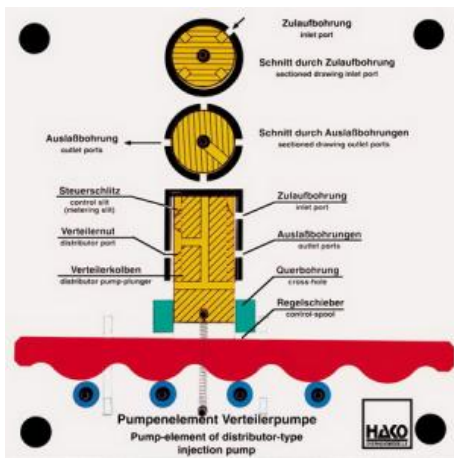 Zulaufbohrung
inlet port
Schnitt durch Zulaufbohrung
sectioned drawing inlet port
Auslaßbohrung
outlet ports
Schnitt durch Auslaßbohrungen
sectioned drawing outlet ports
Steuerschlitz
control slit
(metering slit)
Zulaufbohrung
inlet port
Verteilernut
distributor port
Auslaßbohrungen
outlet ports
Verteilerkolben
distributor pump-plunger
Querbohrung
cross-hole
Regelschieber
control-spool
Pumpenelement Verteilerpumpe
Pump-element of distributor-type
injection pump
HACO